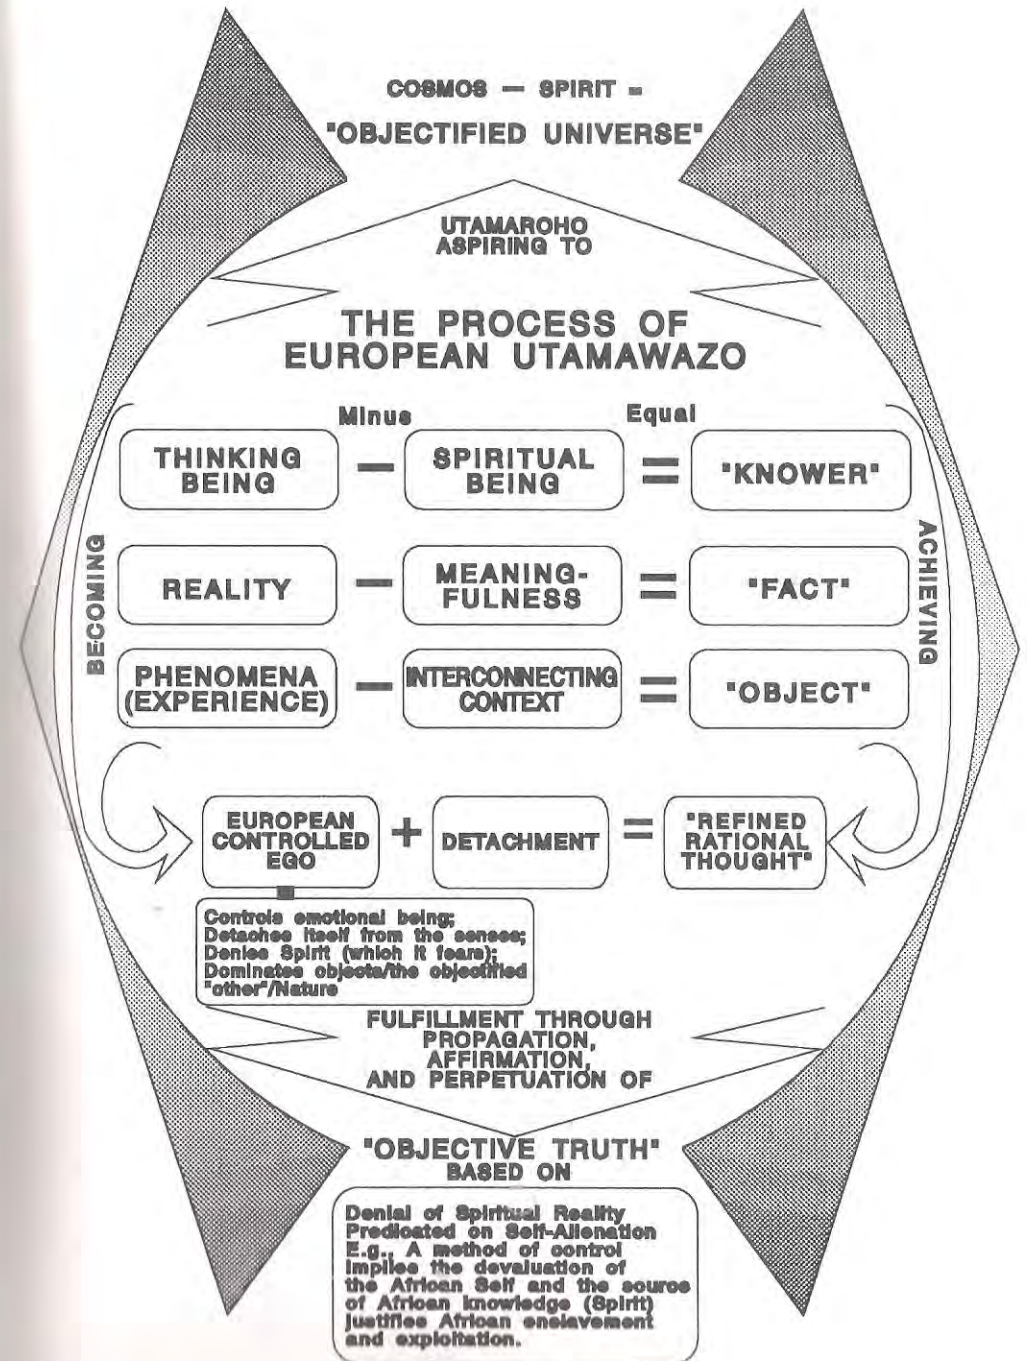 COSMOS — SPIRIT =
"OBJECTIFIED UNIVERSE"
UTAMAROHO
ASPIRING TO
THE PROCESS OF
EUROPEAN UTAMAWAZO
Minus Equal
THINKING
BEING
—
SPIRITUAL
BEING
=
"KNOWER"
BECOMING
ACHIEVING
REALITY
—
MEANING-
FULNESS
=
"FACT"
PHENOMENA
(EXPERIENCE)
—
INTERCONNECTING
CONTEXT
=
"OBJECT"
EUROPEAN
CONTROLLED
EGO
+
DETACHMENT
=
"REFINED
RATIONAL
THOUGHT"
=
Controls emotional being;
Detaches itself from the senses;
Denies Spirit (which it fears);
Dominates objects/the objectified
"other"/Nature
FULFILLMENT THROUGH
PROPAGATION,
AFFIRMATION,
AND PERPETUATION OF
"OBJECTIVE TRUTH"
BASED ON
Denial of Spiritual Reality
Predicated on Self-Alienation
E.g., A method of control
implies the devaluation of
the African Self and the source
of African knowledge (Spirit)
justifies African enslavement
and exploitation.